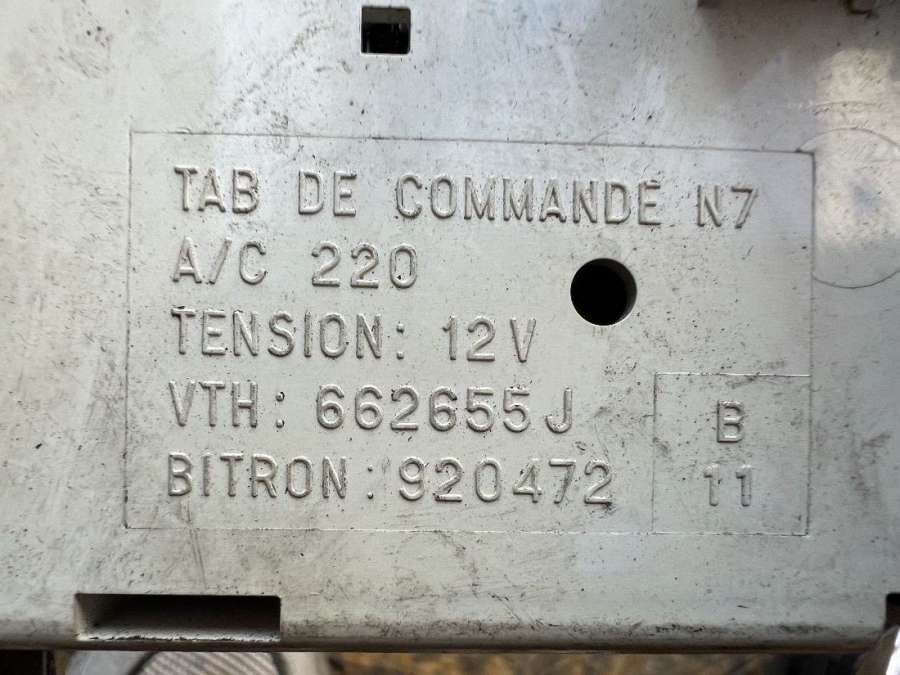 TAB DE COMMANDE N7
A/C 220
TENSION: 12V
VTH: 662655J
BITRON: 920472
B
11